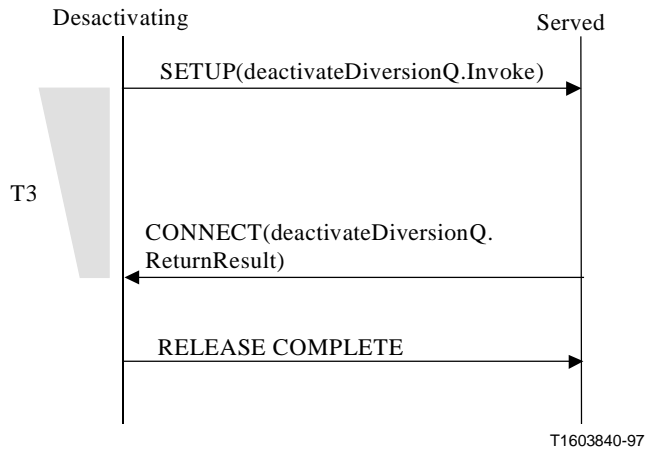 Desactivating
Served
SETUP(deactivateDiversionQ.Invoke)
T3
CONNECT(deactivateDiversionQ.
ReturnResult)
RELEASE COMPLETE
T1603840-97